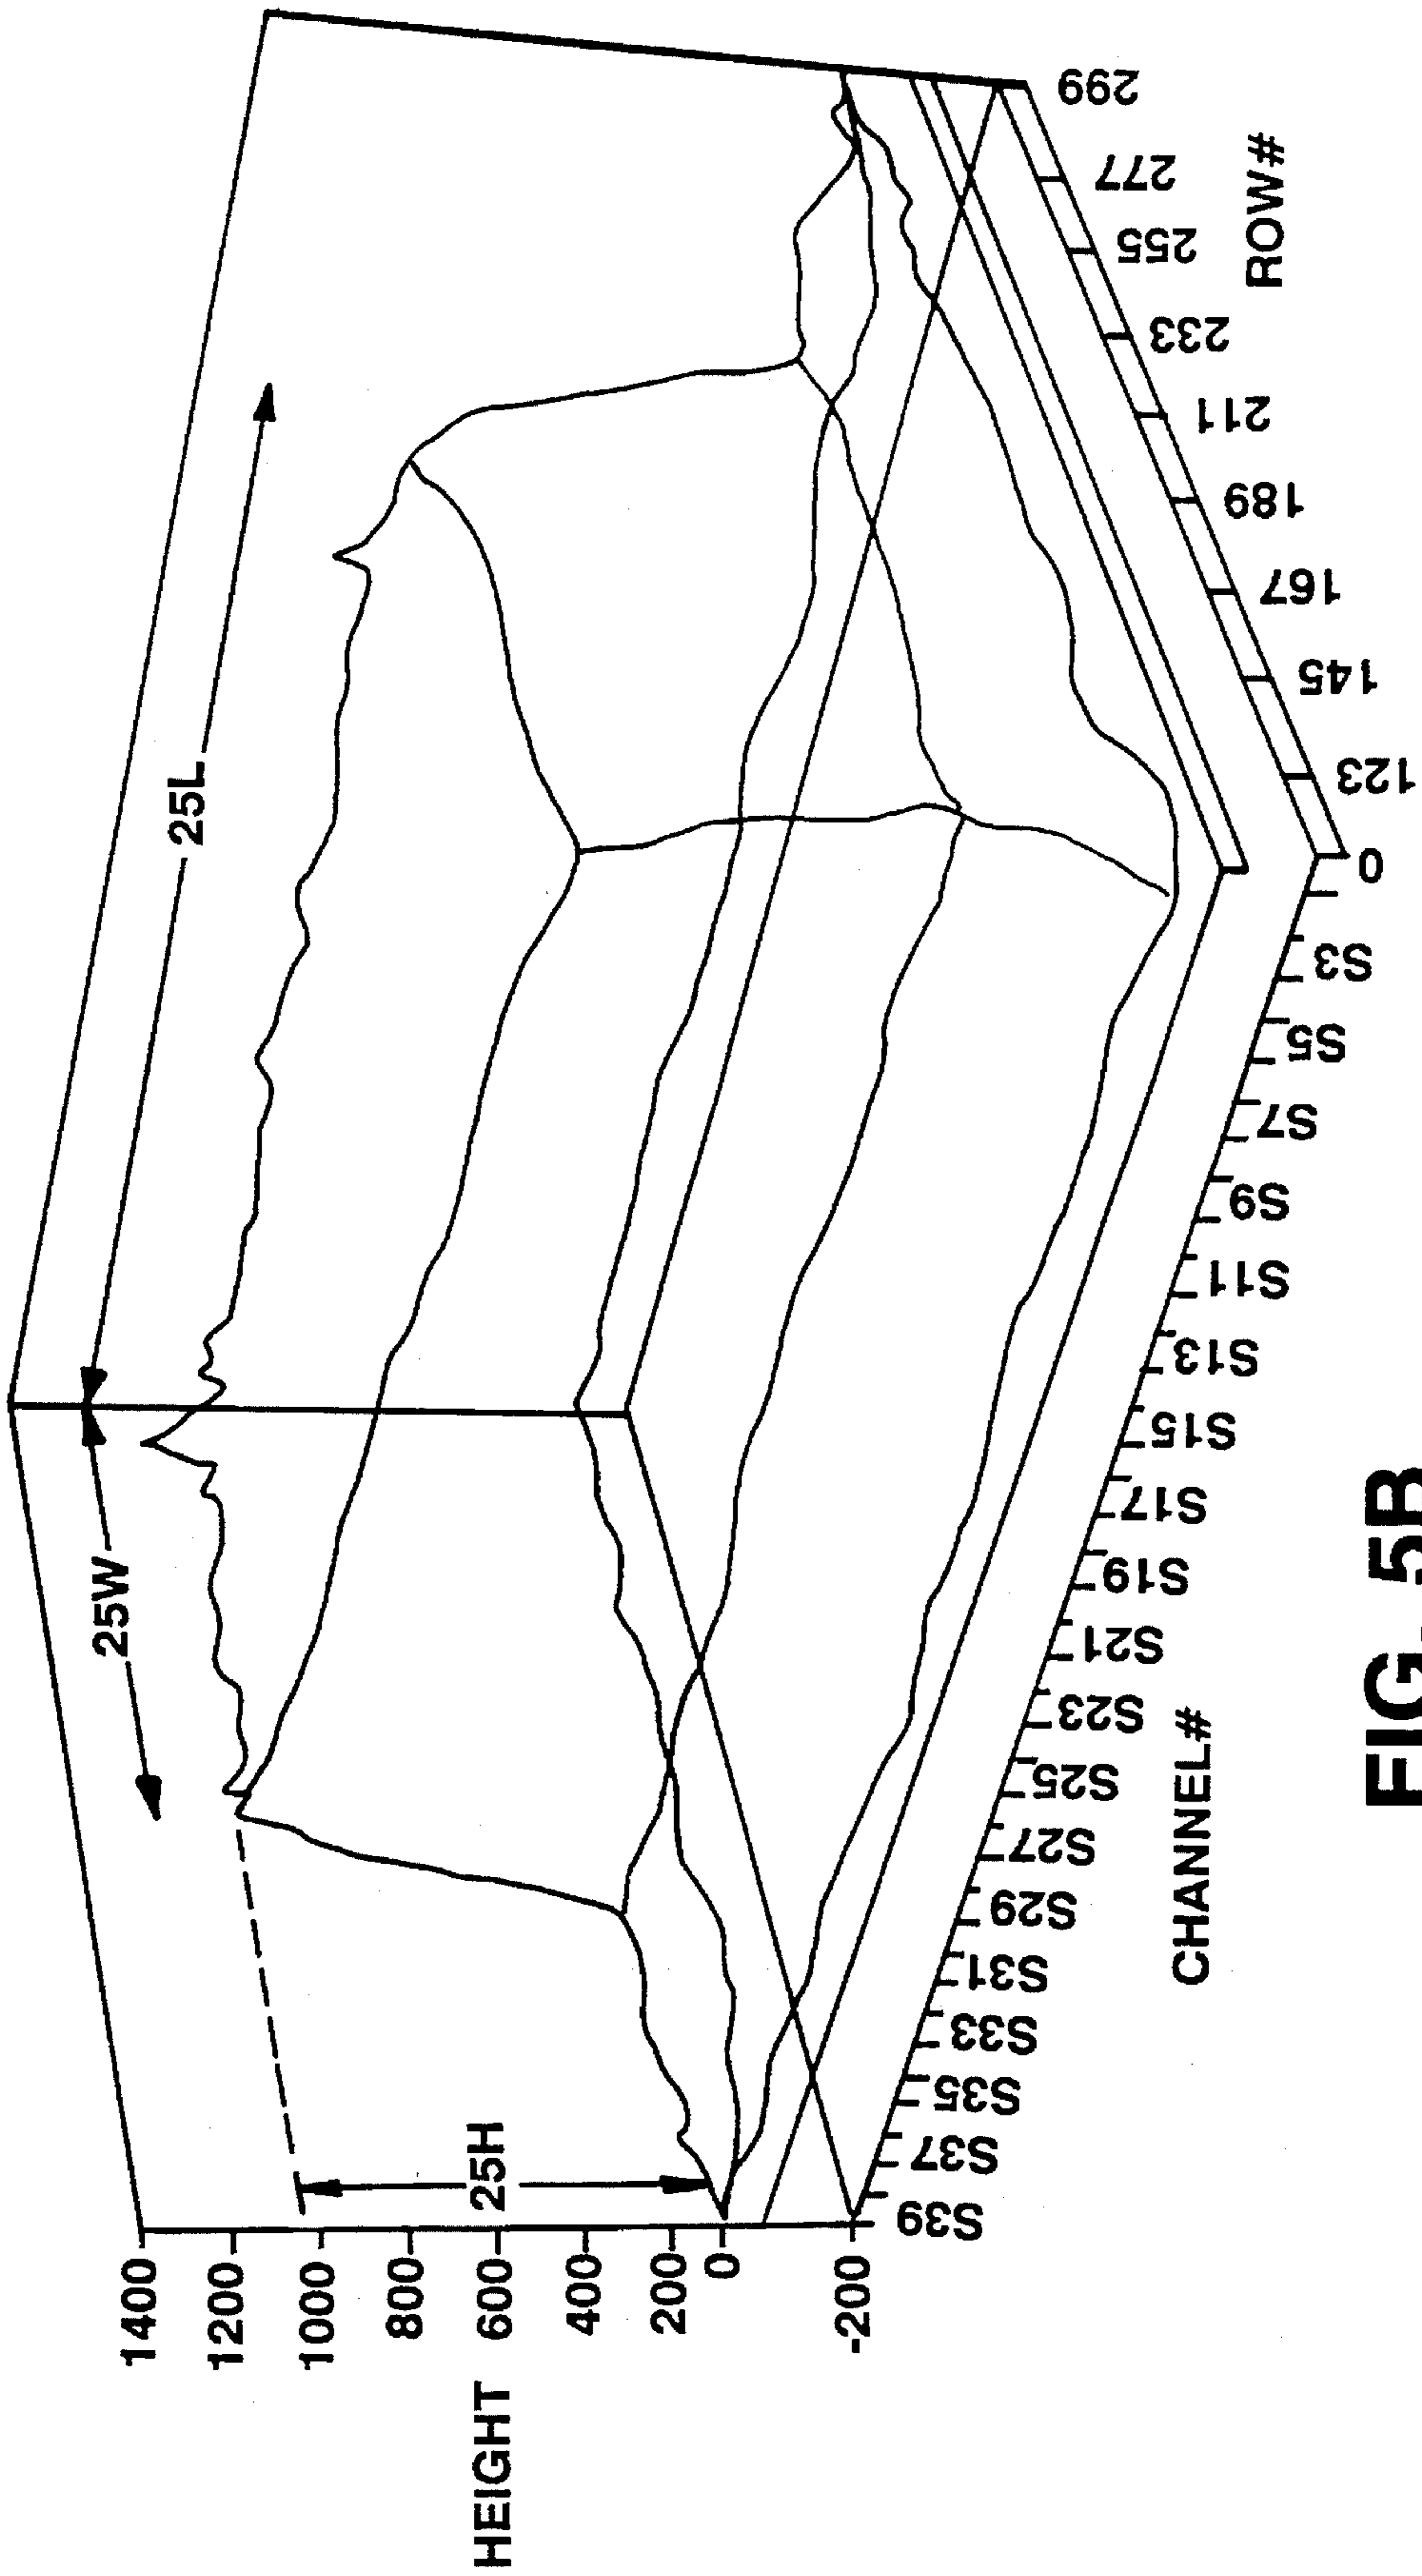 25W
25L
25H
1400
1200
1000
800
600
400
200
0
-200
HEIGHT
S39
S37
S35
S33
S31
S29
S27
S25
S23
S21
S19
S17
S15
S13
S11
S9
S7
S5
S3
CHANNEL#
0
123
145
167
189
211
233
255
277
299
ROW#
FIG. 5B